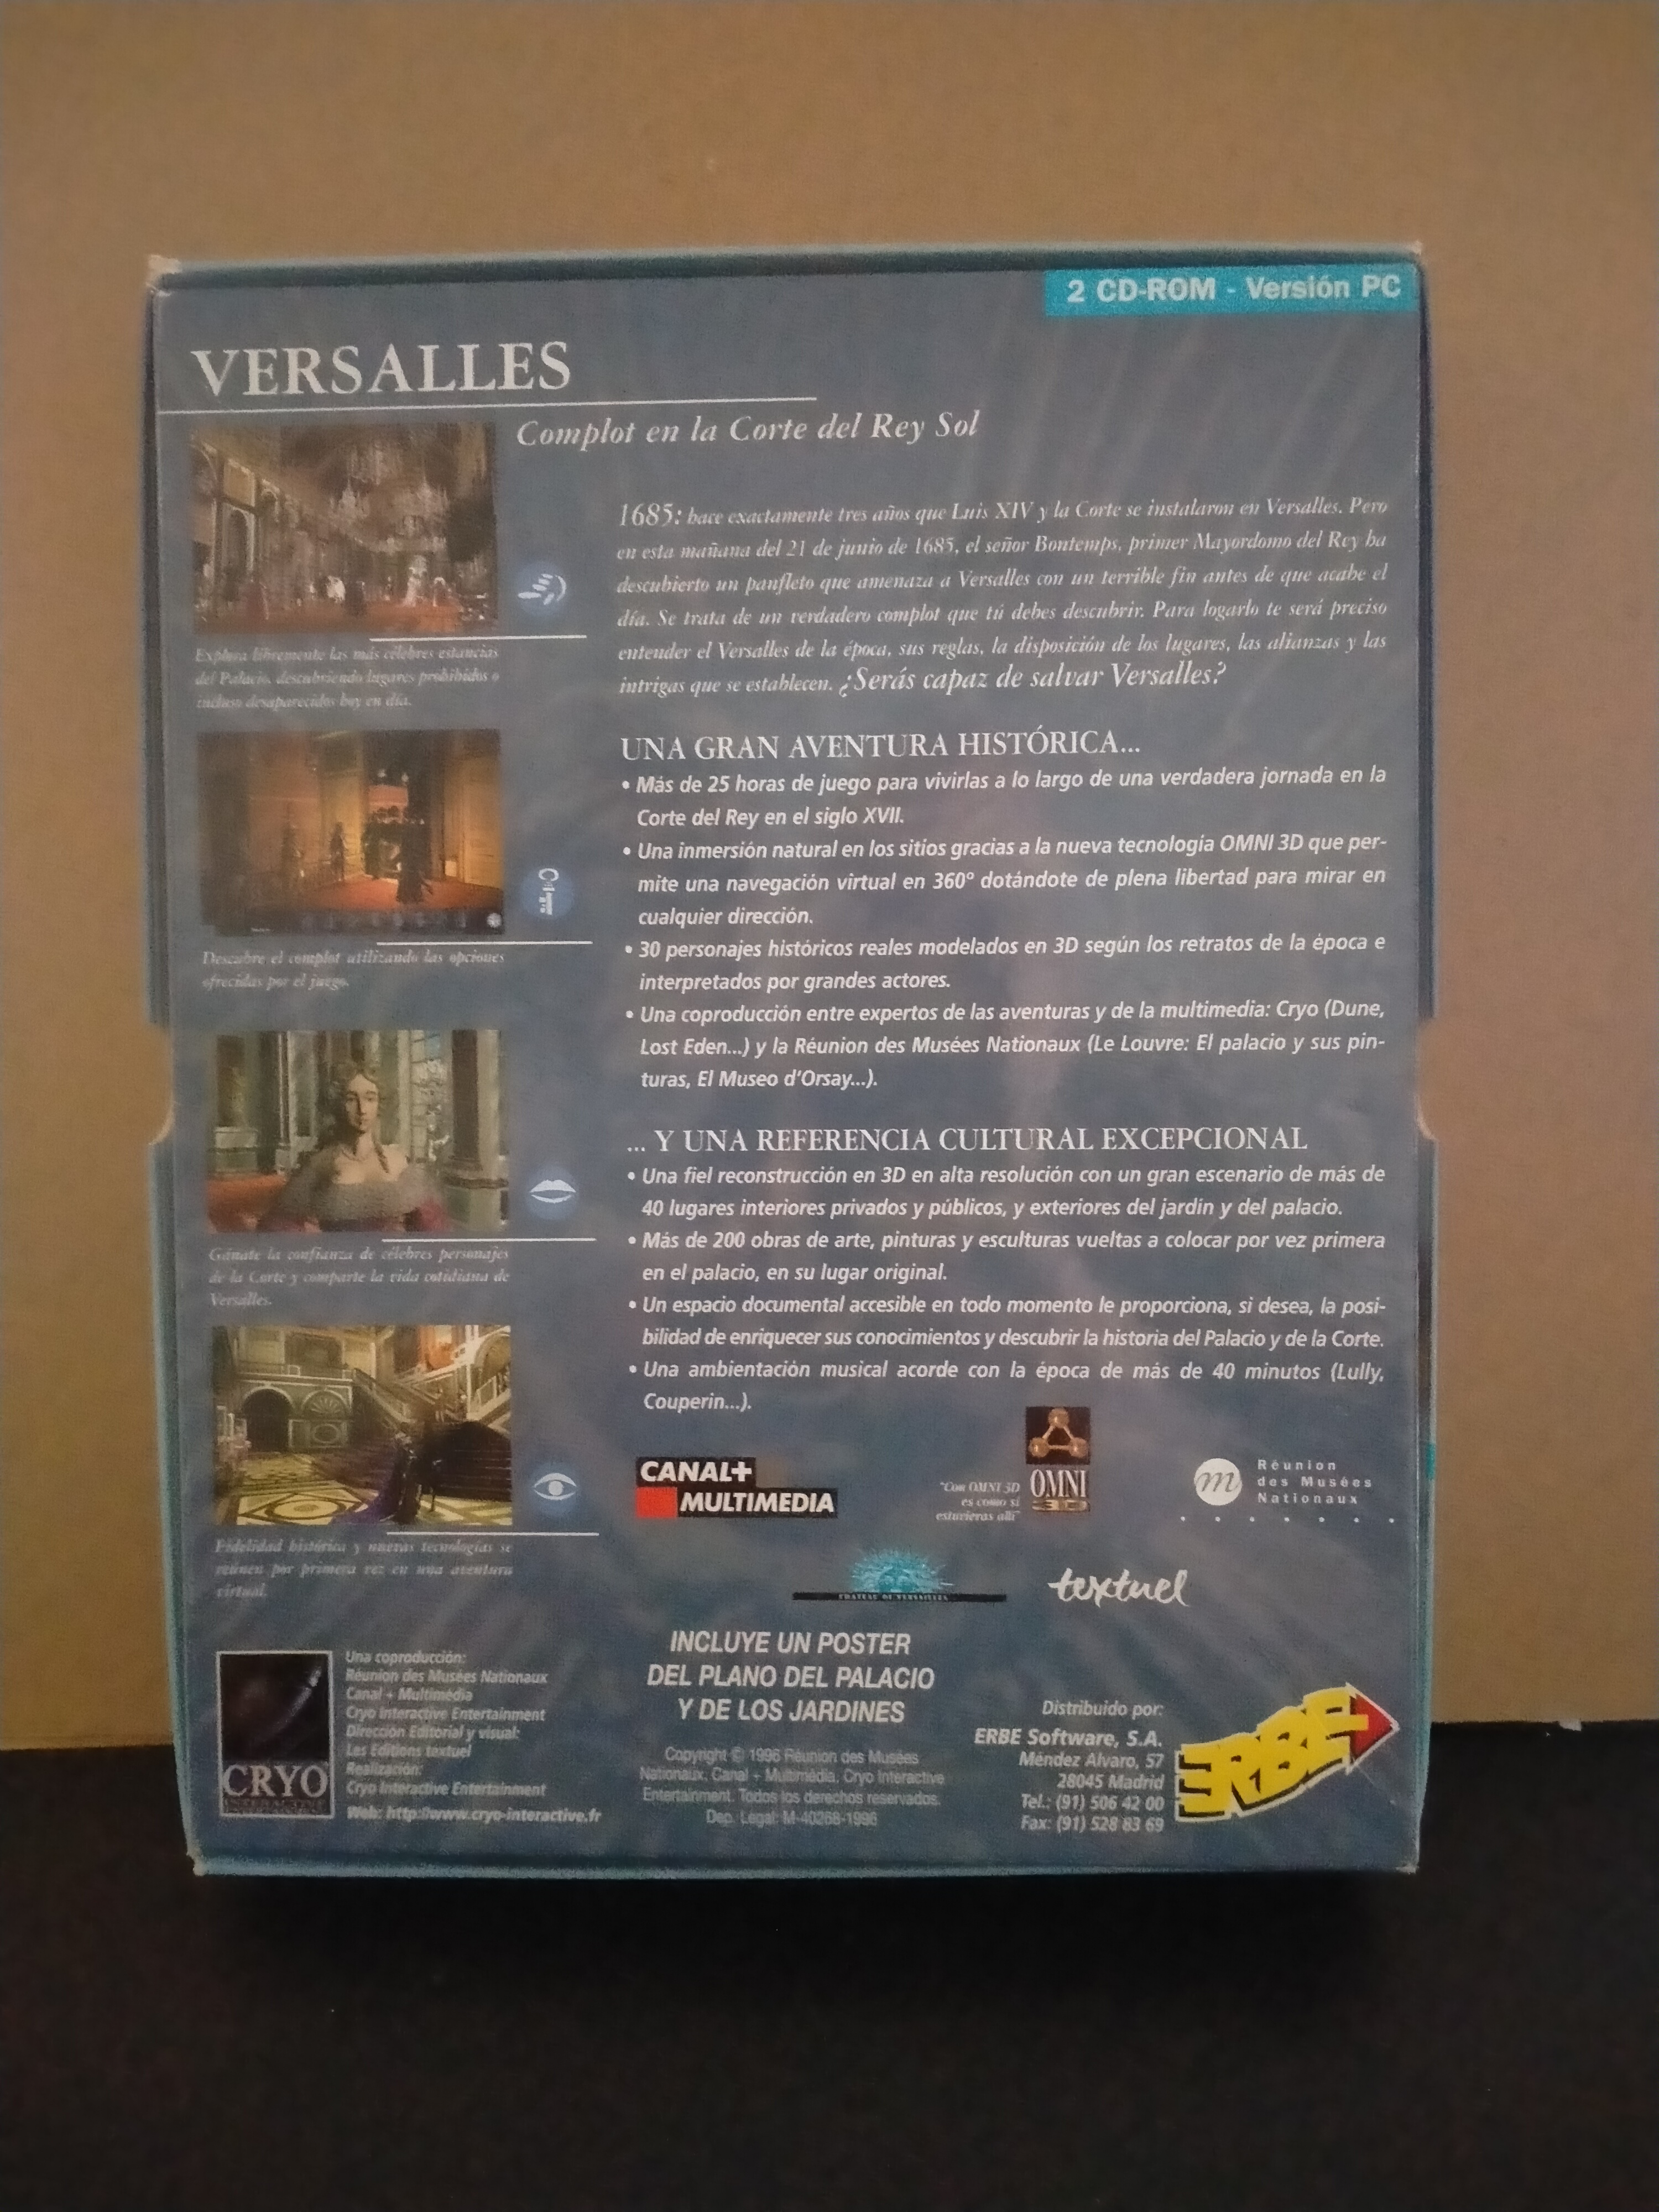 2 CD-ROM - Versión PC
VERSALLES
Complot en la Corte del Rey Sol
1685: hace exactamente tres años que Luis XIV y la Corte se instalaron en Versalles. Pero
en esta mañana del 21 de junio de 1685, el señor Bontemps, primer Mayordomo del Rey ha
descubierto un panfleto que amenaza a Versalles con un terrible fin antes de que acabe el
día. Se trata de un verdadero complot que tú debes descubrir. Para logarlo te será preciso
entender el Versalles de la época, sus reglas, la disposición de los lugares, las alianzas y las
intrigas que se establecen. ¿Serás capaz de salvar Versalles?
Explora libremente las más célebres estancias
del Palacio, descubriendo lugares prohibidos o
incluso desaparecidos hoy en día.
Descubre el complot utilizando las opciones
ofrecidas por el juego.
Gánate la confianza de célebres personajes
de la Corte y comparte la vida cotidiana de
Versalles.
Fidelidad histórica y nuevas tecnologías se
reúnen por primera vez en una aventura
virtual.
UNA GRAN AVENTURA HISTÓRICA...
• Más de 25 horas de juego para vivirlas a lo largo de una verdadera jornada en la
Corte del Rey en el siglo XVII.
• Una inmersión natural en los sitios gracias a la nueva tecnología OMNI 3D que per-
mite una navegación virtual en 360º dotándote de plena libertad para mirar en
cualquier dirección.
• 30 personajes históricos reales modelados en 3D según los retratos de la época e
interpretados por grandes actores.
• Una coproducción entre expertos de las aventuras y de la multimedia: Cryo (Dune,
Lost Eden...) y la Réunion des Musées Nationaux (Le Louvre: El palacio y sus pin-
turas, El Museo d'Orsay...).
... Y UNA REFERENCIA CULTURAL EXCEPCIONAL
• Una fiel reconstrucción en 3D en alta resolución con un gran escenario de más de
40 lugares interiores privados y públicos, y exteriores del jardín y del palacio.
• Más de 200 obras de arte, pinturas y esculturas vueltas a colocar por vez primera
en el palacio, en su lugar original.
• Un espacio documental accesible en todo momento le proporciona, si desea, la posi-
bilidad de enriquecer sus conocimientos y descubrir la historia del Palacio y de la Corte.
• Una ambientación musical acorde con la época de más de 40 minutos (Lully,
Couperin...).
CANAL+
MULTIMEDIA
"Con OMNI 3D
es como si
estuvieras allí"
OMNI
3D
m
Réunion
des Musées
Nationaux
CHATEAU DE VERSAILLES
textuel
CRYO
INTERACTIVE
Una coproducción:
Réunion des Musées Nationaux
Canal + Multimédia
Cryo Interactive Entertainment
Dirección Editorial y visual:
Les Editions textuel
Realización:
Cryo Interactive Entertainment
Web: http://www.cryo-interactive.fr
INCLUYE UN POSTER
DEL PLANO DEL PALACIO
Y DE LOS JARDINES
Copyright © 1996 Réunion des Musées
Nationaux, Canal + Multimédia, Cryo Interactive
Entertainment. Todos los derechos reservados.
Dep. Legal: M-40268-1996
Distribuido por:
ERBE Software, S.A.
Méndez Alvaro, 57
28045 Madrid
Tel.: (91) 506 42 00
Fax: (91) 528 83 69
ERBE